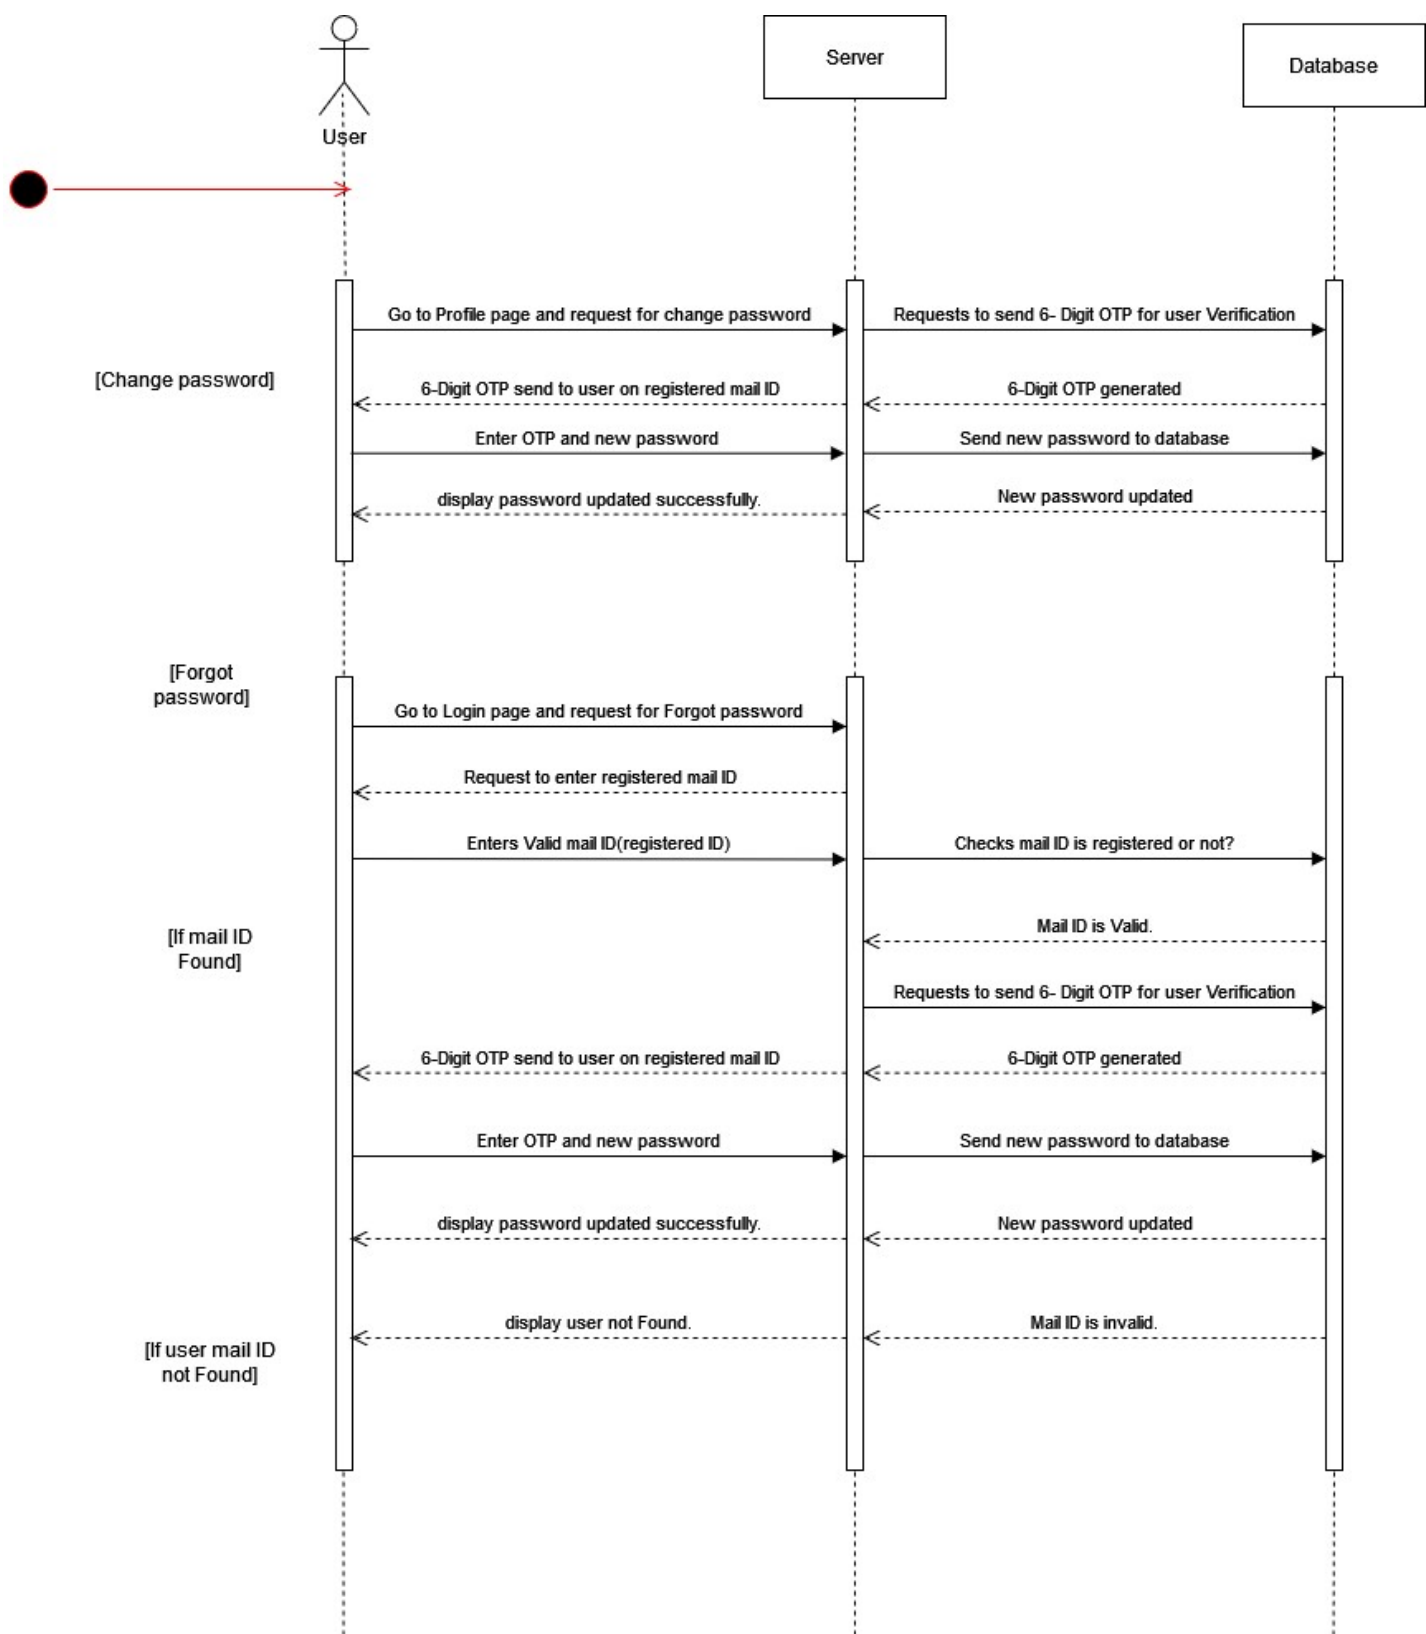 Server
Database
User
Go to Profile page and request for change password
Requests to send 6- Digit OTP for user Verification
[Change password]
6-Digit OTP send to user on registered mail ID
6-Digit OTP generated
Enter OTP and new password
Send new password to database
display password updated successfully.
New password updated
[Forgot
password]
Go to Login page and request for Forgot password
Request to enter registered mail ID
Enters Valid mail ID(registered ID)
Checks mail ID is registered or not?
[If mail ID
Found]
Mail ID is Valid.
Requests to send 6- Digit OTP for user Verification
6-Digit OTP send to user on registered mail ID
6-Digit OTP generated
Enter OTP and new password
Send new password to database
display password updated successfully.
New password updated
display user not Found.
Mail ID is invalid.
[If user mail ID
not Found]